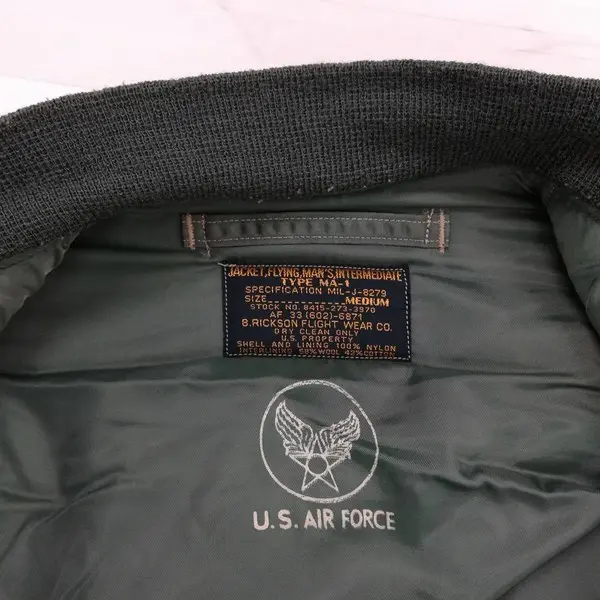 JACKET,FLYING,MAN'S,INTERMEDIATE
TYPE MA-1
SPECIFICATION MIL-J-8279
SIZE MEDIUM
STOCK NO. 8415-273-3970
AF 33 (602)-6871
B.RICKSON FLIGHT WEAR CO.
DRY CLEAN ONLY
U.S. PROPERTY
SHELL AND LINING 100% NYLON
INTERLINING 58% WOOL 42% COTTON
U.S. AIR FORCE